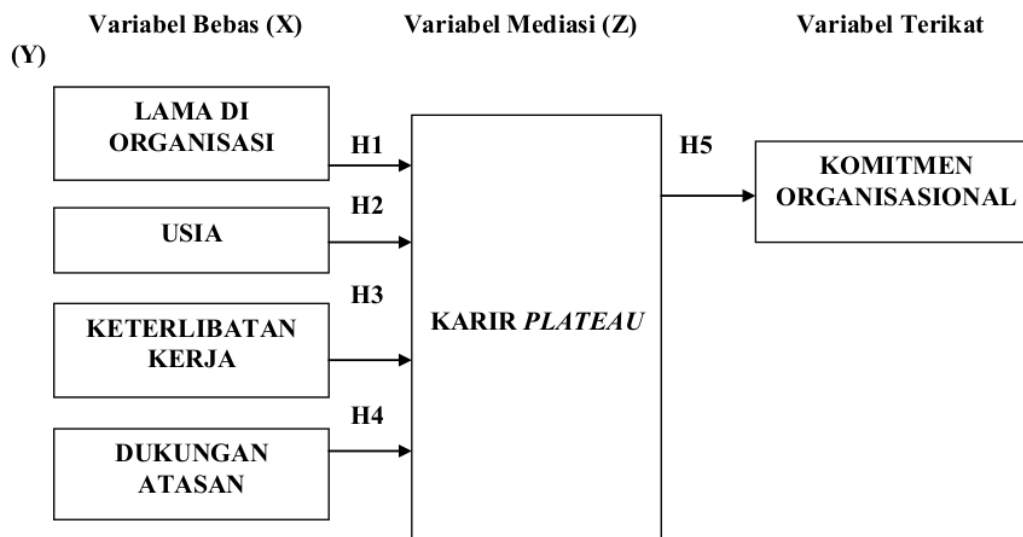 Variabel Bebas (X) Variabel Mediasi (Z) Variabel Terikat
(Y)
LAMA DI
ORGANISASI
H1
H2
USIA
H3
KETERLIBATAN
KERJA
H4
DUKUNGAN
ATASAN
KARIR PLATEAU
H5
KOMITMEN
ORGANISASIONAL